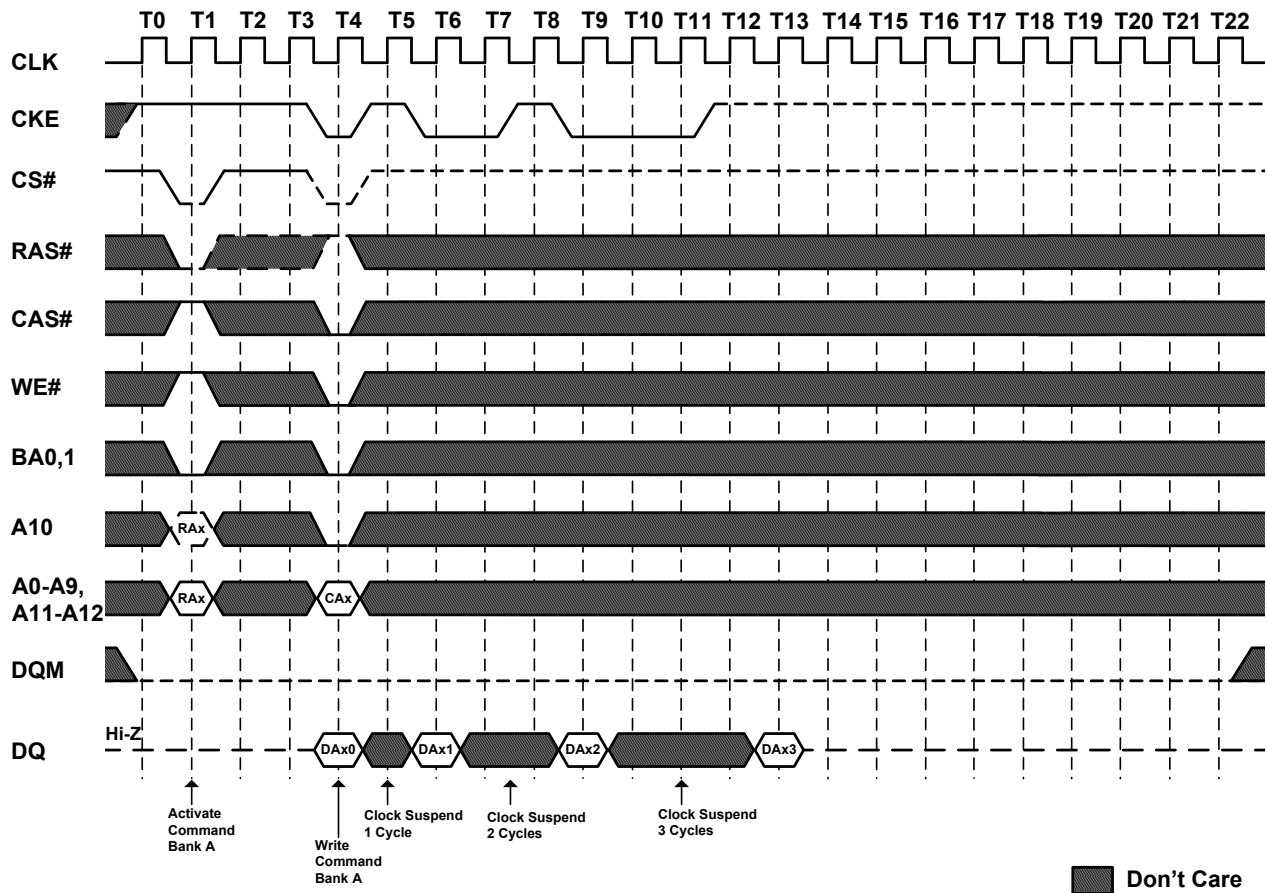 T0 T1 T2 T3 T4 T5 T6 T7 T8 T9 T10 T11 T12 T13 T14 T15 T16 T17 T18 T19 T20 T21 T22
CLK
CKE
CS#
RAS#
CAS#
WE#
BA0,1
A10 RAx
A0-A9,
A11-A12 RAx CAx
DQM
Hi-Z
DQ DAx0 DAx1 DAx2 DAx3
Activate
Command
Bank A
Write
Command
Bank A
Clock Suspend
1 Cycle
Clock Suspend
2 Cycles
Clock Suspend
3 Cycles
Don't Care